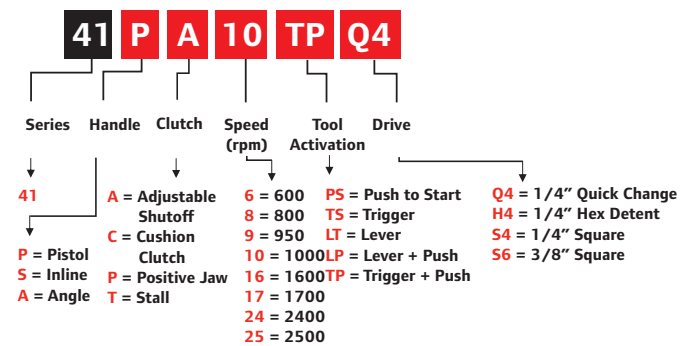 41 P A 10 TP Q4
Series Handle Clutch Speed (rpm) Tool Activation Drive
41
P = Pistol
S = Inline
A = Angle
A = Adjustable
Shutoff
C = Cushion
Clutch
P = Positive Jaw
T = Stall
6 = 600
8 = 800
9 = 950
10 = 1000
16 = 1600
17 = 1700
24 = 2400
25 = 2500
PS = Push to Start
TS = Trigger
LT = Lever
LP = Lever + Push
TP = Trigger + Push
Q4 = 1/4” Quick Change
H4 = 1/4” Hex Detent
S4 = 1/4” Square
S6 = 3/8” Square